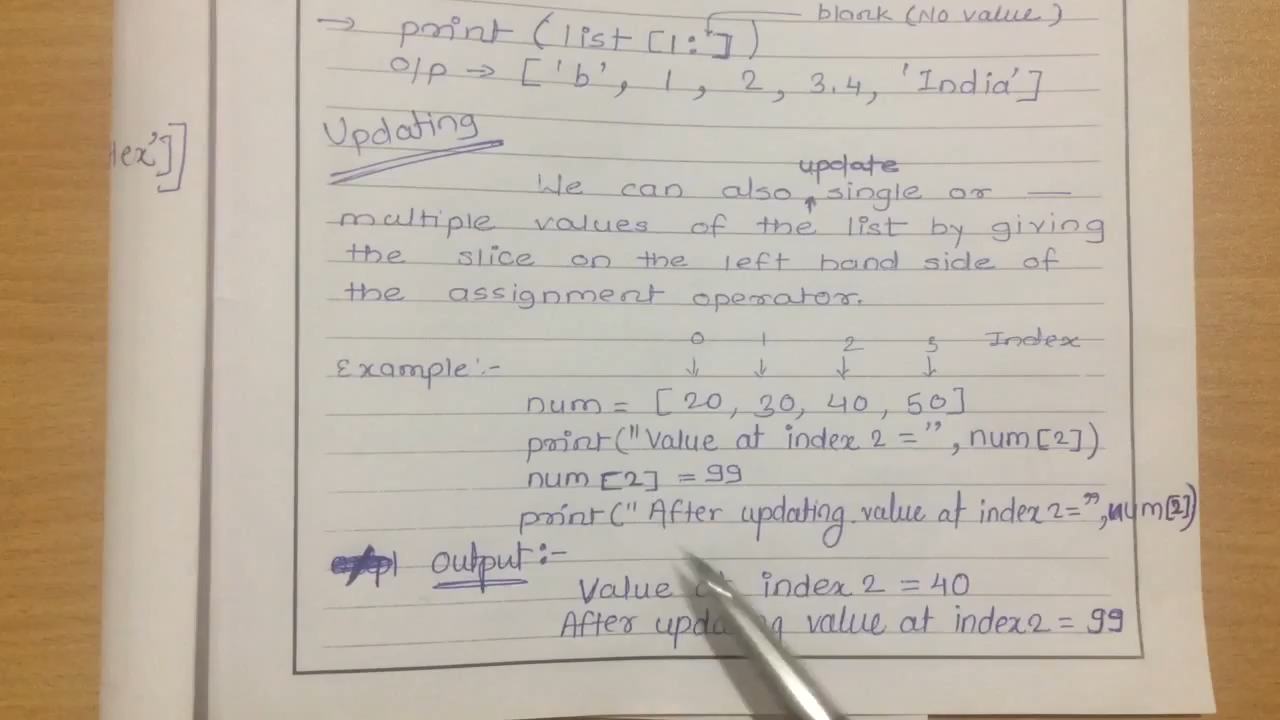 blank (No value)
→ print (list [1: ])
O/P → ['b', 1, 2, 3.4, 'India']
lex']]
Updating
update
We can also single or —
multiple values of the list by giving
the slice on the left hand side of
the assignment operator.
0 1 2 3 Index
Example:-
num = [20, 30, 40, 50]
print("Value at index 2 =", num[2])
num [2] = 99
print(" After updating value at index 2=", num[2])
Output:-
Value at index 2 = 40
After updating value at index 2 = 99